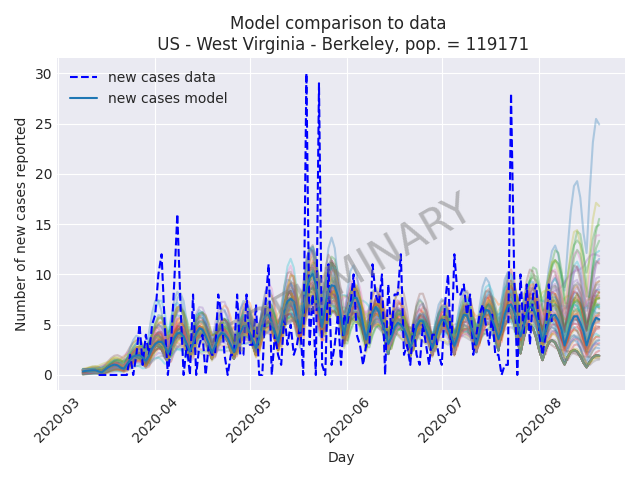 Model comparison to data
US - West Virginia - Berkeley, pop. = 119171
30
25
20
15
10
5
0
Number of new cases reported
new cases data
new cases model
2020-03
2020-04
2020-05
2020-06
2020-07
2020-08
Day